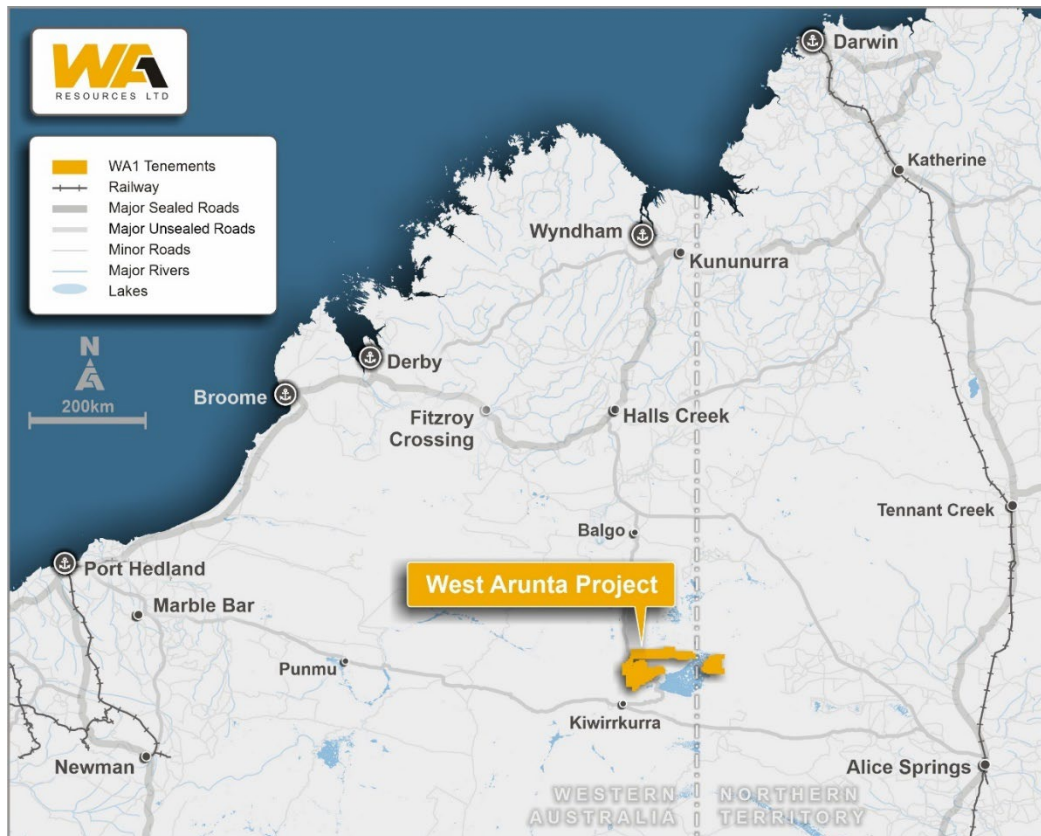 WA1
RESOURCES LTD
WA1 Tenements
Railway
Major Sealed Roads
Major Unsealed Roads
Minor Roads
Major Rivers
Lakes
N
200km
Darwin
Katherine
Wyndham
Kununurra
Derby
Broome
Fitzroy
Crossing
Halls Creek
Tennant Creek
Balgo
Port Hedland
West Arunta Project
Marble Bar
Punmu
Kiwirrkurra
Newman
Alice Springs
WESTERN
AUSTRALIA
NORTHERN
TERRITORY